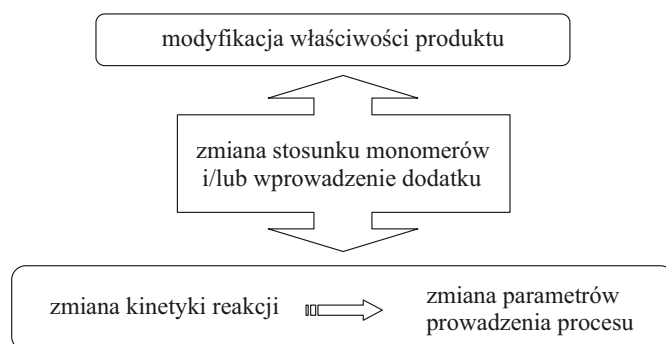 modyfikacja właściwości produktu
zmiana stosunku monomerów
i/lub wprowadzenie dodatku
zmiana kinetyki reakcji
zmiana parametrów
prowadzenia procesu